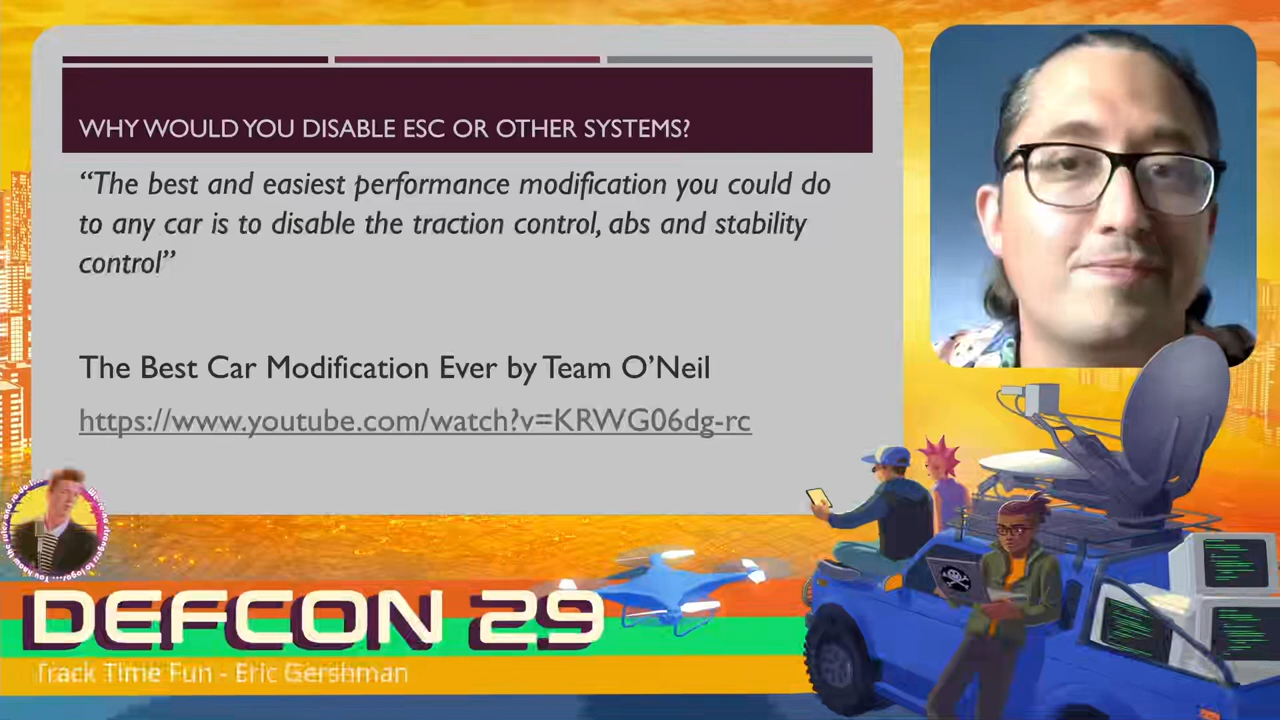 WHY WOULD YOU DISABLE ESC OR OTHER SYSTEMS?
“The best and easiest performance modification you could do
to any car is to disable the traction control, abs and stability
control”
The Best Car Modification Ever by Team O’Neil
https://www.youtube.com/watch?v=KRWG06dg-rc
DEFCON 29
Track Time Fun - Eric Gershman